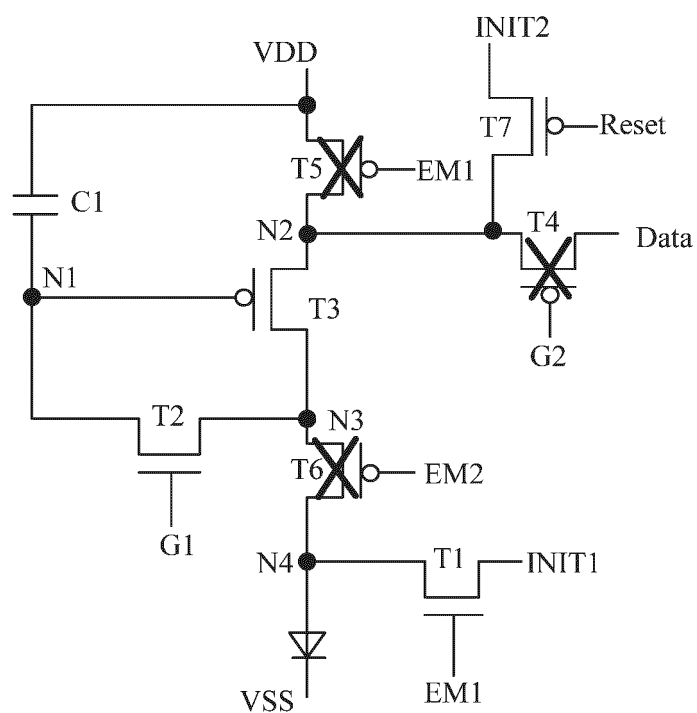 INIT2
VDD
T7
Reset
T5
EM1
C1
N2
T4
Data
N1
T3
G2
T2
N3
T6
EM2
G1
N4
T1
INIT1
VSS
EM1